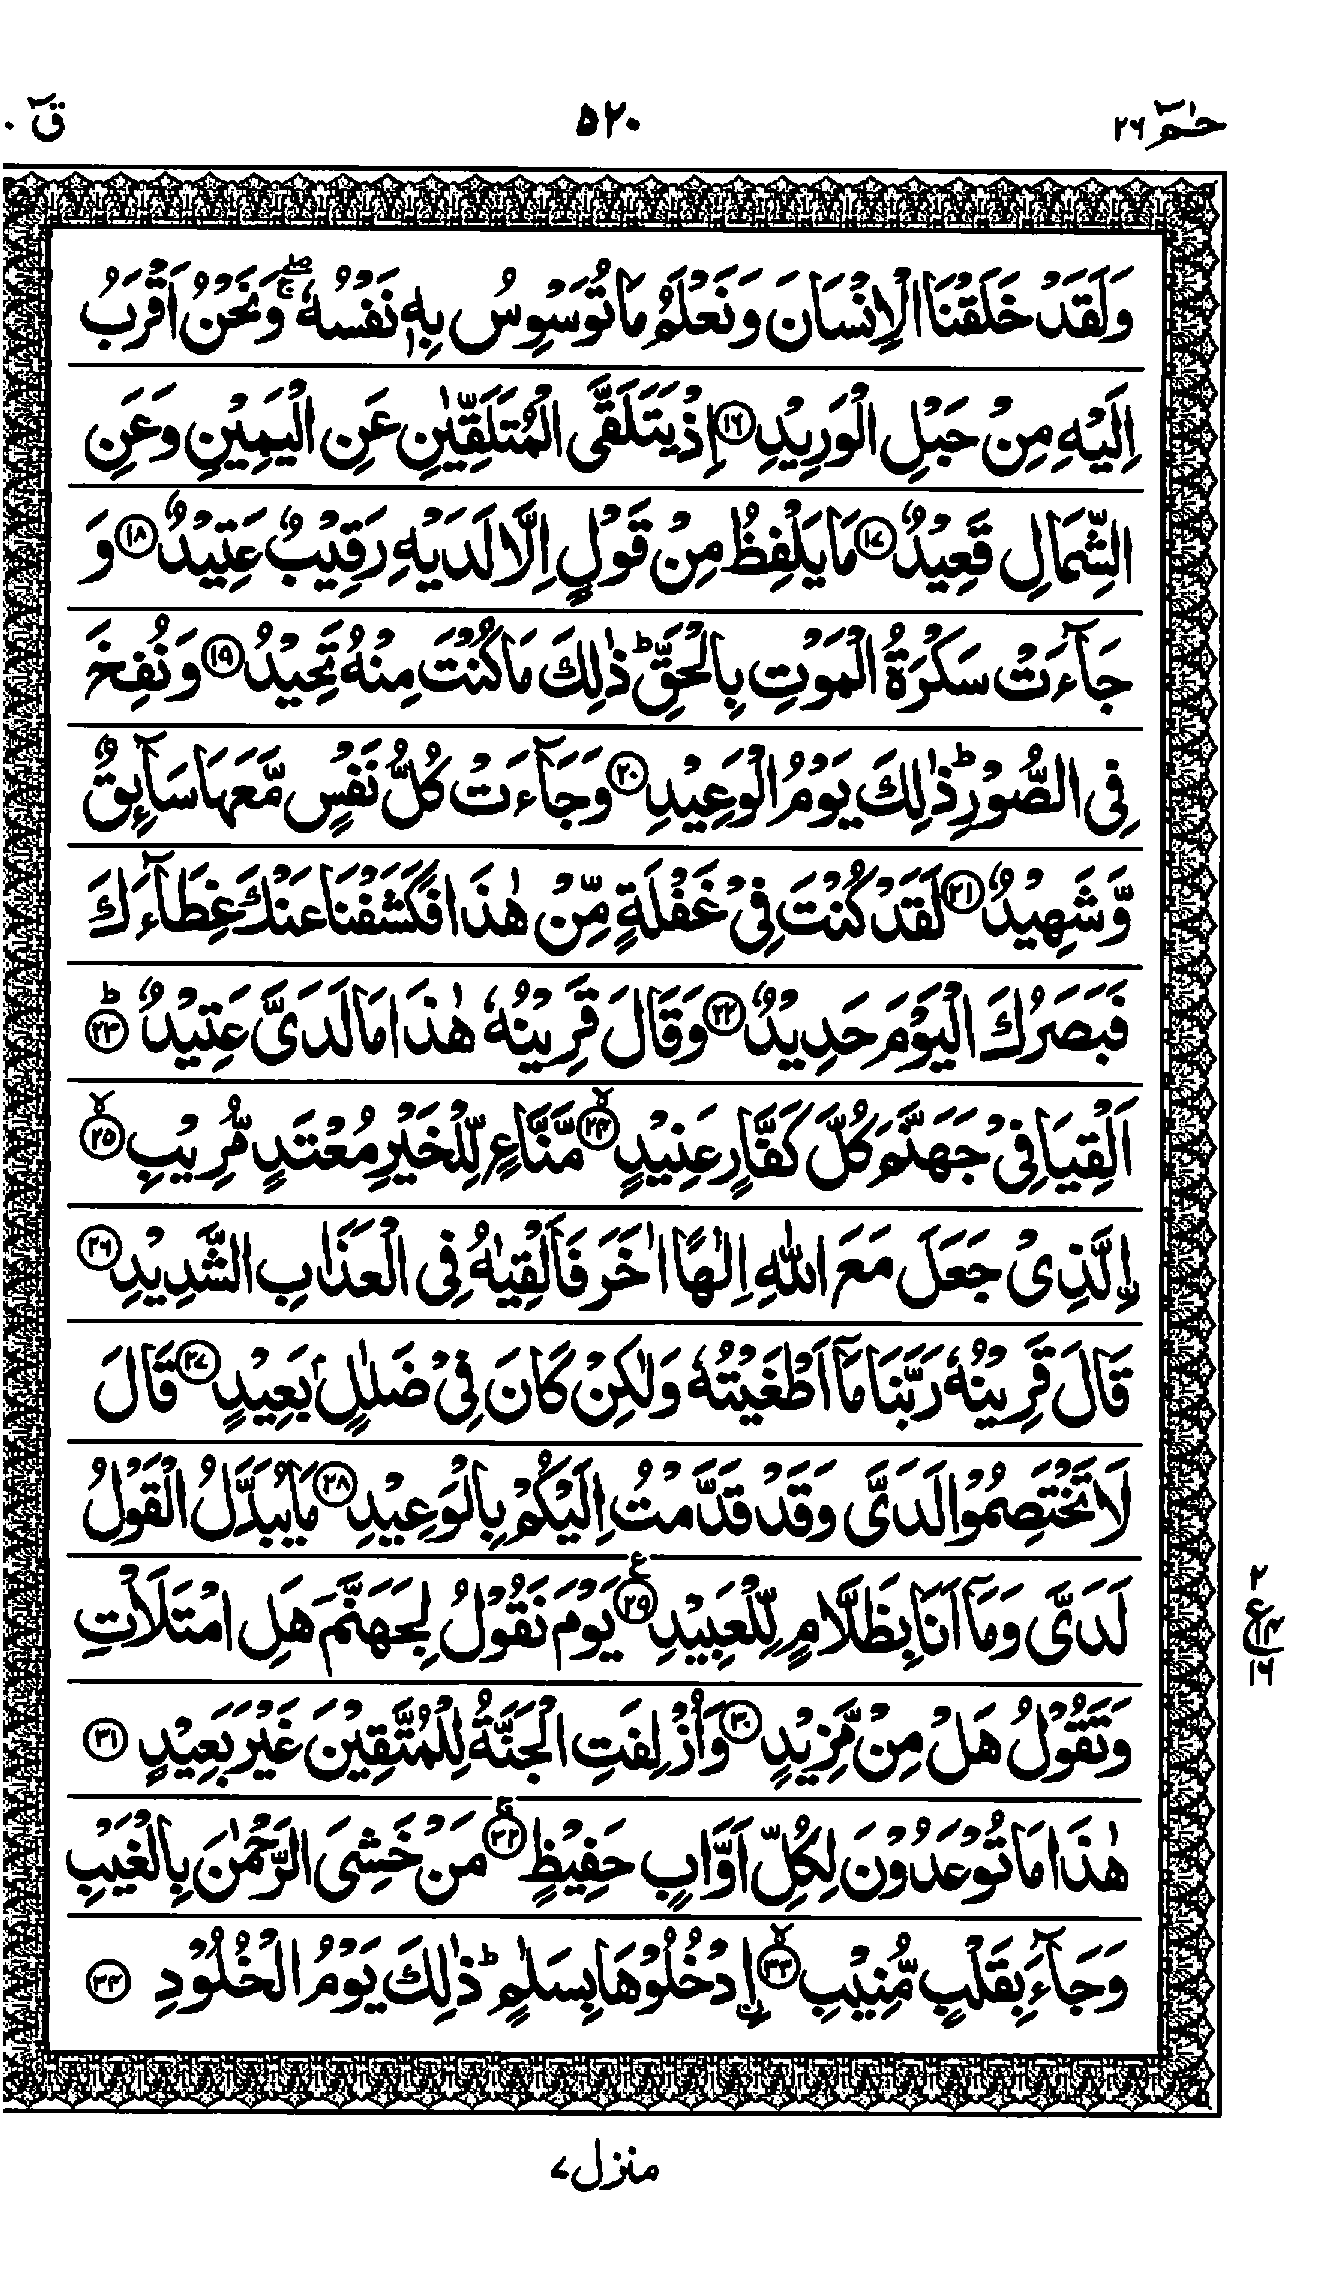 حٰمٓ ٢٦ ٥٢٠ قٓ ٠
وَلَقَدْ خَلَقْنَا الْاِنْسَانَ وَنَعْلَمُ مَا تُوَسْوِسُ بِهٖ نَفْسُهٗ ۖۚ وَنَحْنُ اَقْرَبُ
اِلَيْهِ مِنْ حَبْلِ الْوَرِيْدِ ﴿١٦﴾ اِذْ يَتَلَقَّى الْمُتَلَقِّيٰنِ عَنِ الْيَمِيْنِ وَعَنِ
الشِّمَالِ قَعِيْدٌ ﴿١٧﴾ مَا يَلْفِظُ مِنْ قَوْلٍ اِلَّا لَدَيْهِ رَقِيْبٌ عَتِيْدٌ ﴿١٨﴾ وَ
جَآءَتْ سَكْرَةُ الْمَوْتِ بِالْحَقِّ ؕ ذٰلِكَ مَا كُنْتَ مِنْهُ تَحِيْدُ ﴿١٩﴾ وَنُفِخَ
فِى الصُّوْرِ ؕ ذٰلِكَ يَوْمُ الْوَعِيْدِ ﴿٢٠﴾ وَجَآءَتْ كُلُّ نَفْسٍ مَّعَهَا سَآئِقٌ
وَّشَهِيْدٌ ﴿٢١﴾ لَقَدْ كُنْتَ فِىْ غَفْلَةٍ مِّنْ هٰذَا فَكَشَفْنَا عَنْكَ غِطَآءَكَ
فَبَصَرُكَ الْيَوْمَ حَدِيْدٌ ﴿٢٢﴾ وَقَالَ قَرِيْنُهٗ هٰذَا مَا لَدَىَّ عَتِيْدٌ ؕ ﴿٢٣﴾
اَلْقِيَا فِىْ جَهَنَّمَ كُلَّ كَفَّارٍ عَنِيْدٍ ۙ ﴿٢٤﴾ مَّنَّاعٍ لِّلْخَيْرِ مُعْتَدٍ مُّرِيْبِ ۙ ﴿٢٥﴾
ۨالَّذِىْ جَعَلَ مَعَ اللّٰهِ اِلٰهًا اٰخَرَ فَاَلْقِيٰهُ فِى الْعَذَابِ الشَّدِيْدِ ﴿٢٦﴾
قَالَ قَرِيْنُهٗ رَبَّنَا مَآ اَطْغَيْتُهٗ وَلٰكِنْ كَانَ فِىْ ضَلٰلٍۭ بَعِيْدٍ ﴿٢٧﴾ قَالَ
لَا تَخْتَصِمُوْا لَدَىَّ وَقَدْ قَدَّمْتُ اِلَيْكُمْ بِالْوَعِيْدِ ﴿٢٨﴾ مَا يُبَدَّلُ الْقَوْلُ
لَدَىَّ وَمَآ اَنَا بِظَلَّامٍ لِّلْعَبِيْدِ ﴿٢٩﴾ ع يَوْمَ نَقُوْلُ لِجَهَنَّمَ هَلِ امْتَلَاْتِ
٢ ع ٣ ١٦
وَتَقُوْلُ هَلْ مِنْ مَّزِيْدٍ ﴿٣٠﴾ وَاُزْلِفَتِ الْجَنَّةُ لِلْمُتَّقِيْنَ غَيْرَ بَعِيْدٍ ﴿٣١﴾
هٰذَا مَا تُوْعَدُوْنَ لِكُلِّ اَوَّابٍ حَفِيْظٍ ۚ ﴿٣٢﴾ مَنْ خَشِىَ الرَّحْمٰنَ بِالْغَيْبِ
وَجَآءَ بِقَلْبٍ مُّنِيْبِ ۙ ﴿٣٣﴾ ۨادْخُلُوْهَا بِسَلٰمٍ ؕ ذٰلِكَ يَوْمُ الْخُلُوْدِ ﴿٣٤﴾
منزل ٧